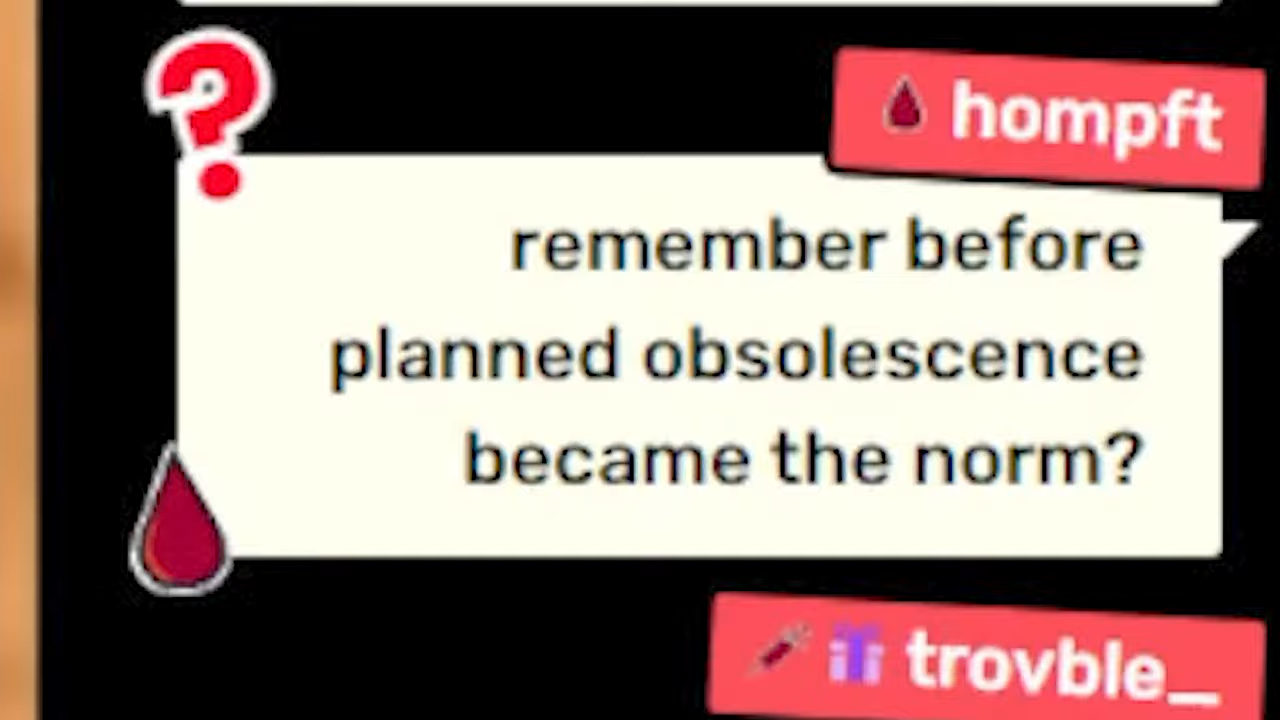 hompft
remember before
planned obsolescence
became the norm?
trovble_